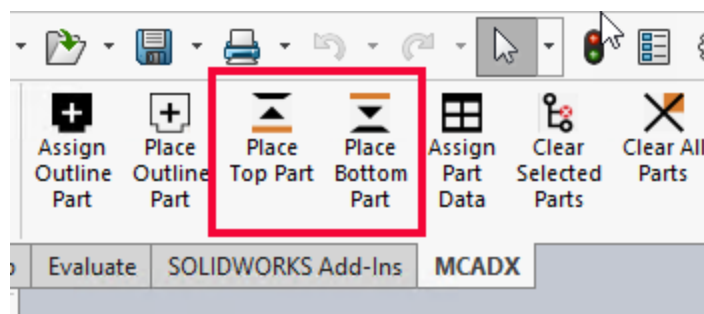 Assign Outline Part
Place Outline Part
Place Top Part
Place Bottom Part
Assign Part Data
Clear Selected Parts
Clear All Parts
Evaluate
SOLIDWORKS Add-Ins
MCADX